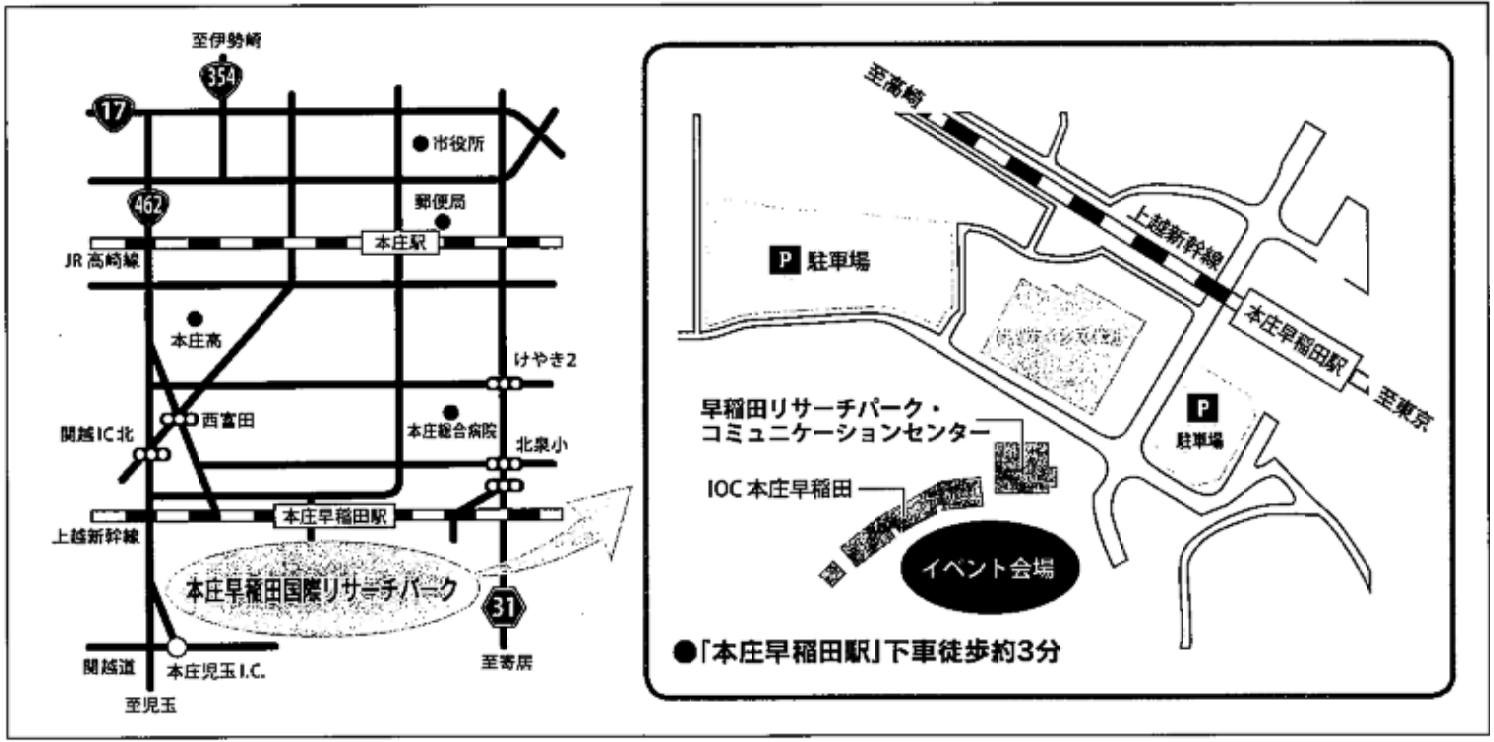 至伊勢崎
354
17
市役所
462
郵便局
本庄駅
JR高崎線
本庄高
けやき2
西富田
本庄総合病院
関越IC北
北泉小
本庄早稲田駅
上越新幹線
本庄早稲田国際リサーチパーク
31
関越道
本庄児玉I.C.
至寄居
至児玉
至高崎
上越新幹線
P 駐車場
本庄早稲田駅
至東京
P
駐車場
早稲田リサーチパーク・
コミュニケーションセンター
IOC 本庄早稲田
イベント会場
●「本庄早稲田駅」下車徒歩約3分